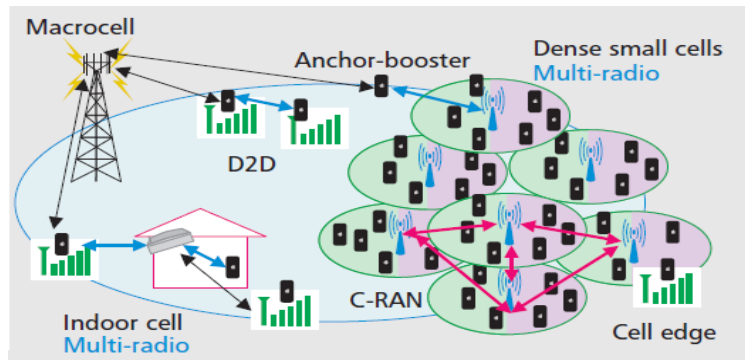 Macrocell
Anchor-booster
Dense small cells
Multi-radio
D2D
C-RAN
Indoor cell
Multi-radio
Cell edge